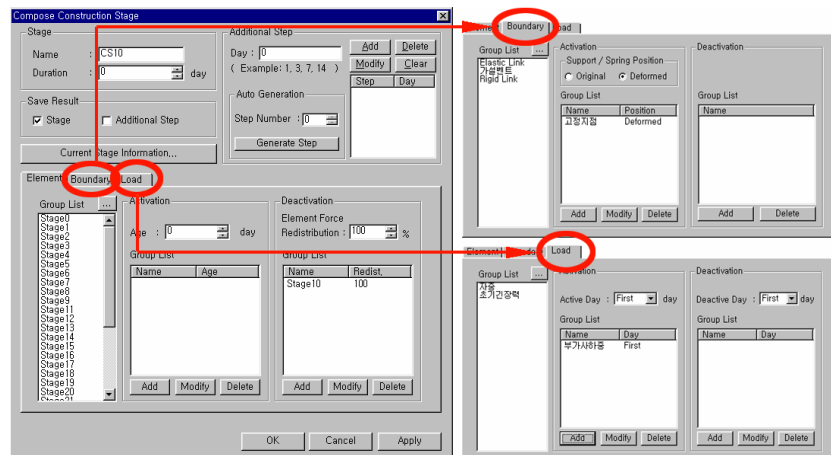 Compose Construction Stage
Stage
Name : CS10
Duration : 0 day
Save Result
Stage Additional Step
Current Stage Information...
Additional Step
Day : 0
( Example: 1, 3, 7, 14 )
Add Delete
Modify Clear
Step Day
Auto Generation
Step Number : 0
Generate Step
Element Boundary Load
Group List ...
Stage0
Stage1
Stage2
Stage3
Stage4
Stage5
Stage6
Stage7
Stage8
Stage9
Stage10
Stage11
Stage12
Stage13
Stage14
Stage15
Stage16
Stage17
Stage18
Stage19
Stage20
Stage21
Activation
Age : 0 day
Group List
Name Age
Add Modify Delete
Deactivation
Element Force
Redistribution : 100 %
Group List
Name Redist,
Stage10 100
Add Modify Delete
OK Cancel Apply
Element Boundary Load
Group List ...
Elastic Link
가설벤트
Rigid Link
Activation
Support / Spring Position
Original Deformed
Group List
Name Position
고정지점 Deformed
Add Modify Delete
Deactivation
Group List
Name
Add Delete
Element Boundary Load
Group List ...
자중
초기긴장력
Activation
Active Day : First day
Group List
Name Day
부가사하중 First
Add Modify Delete
Deactivation
Deactive Day : First day
Group List
Name Day
Add Modify Delete